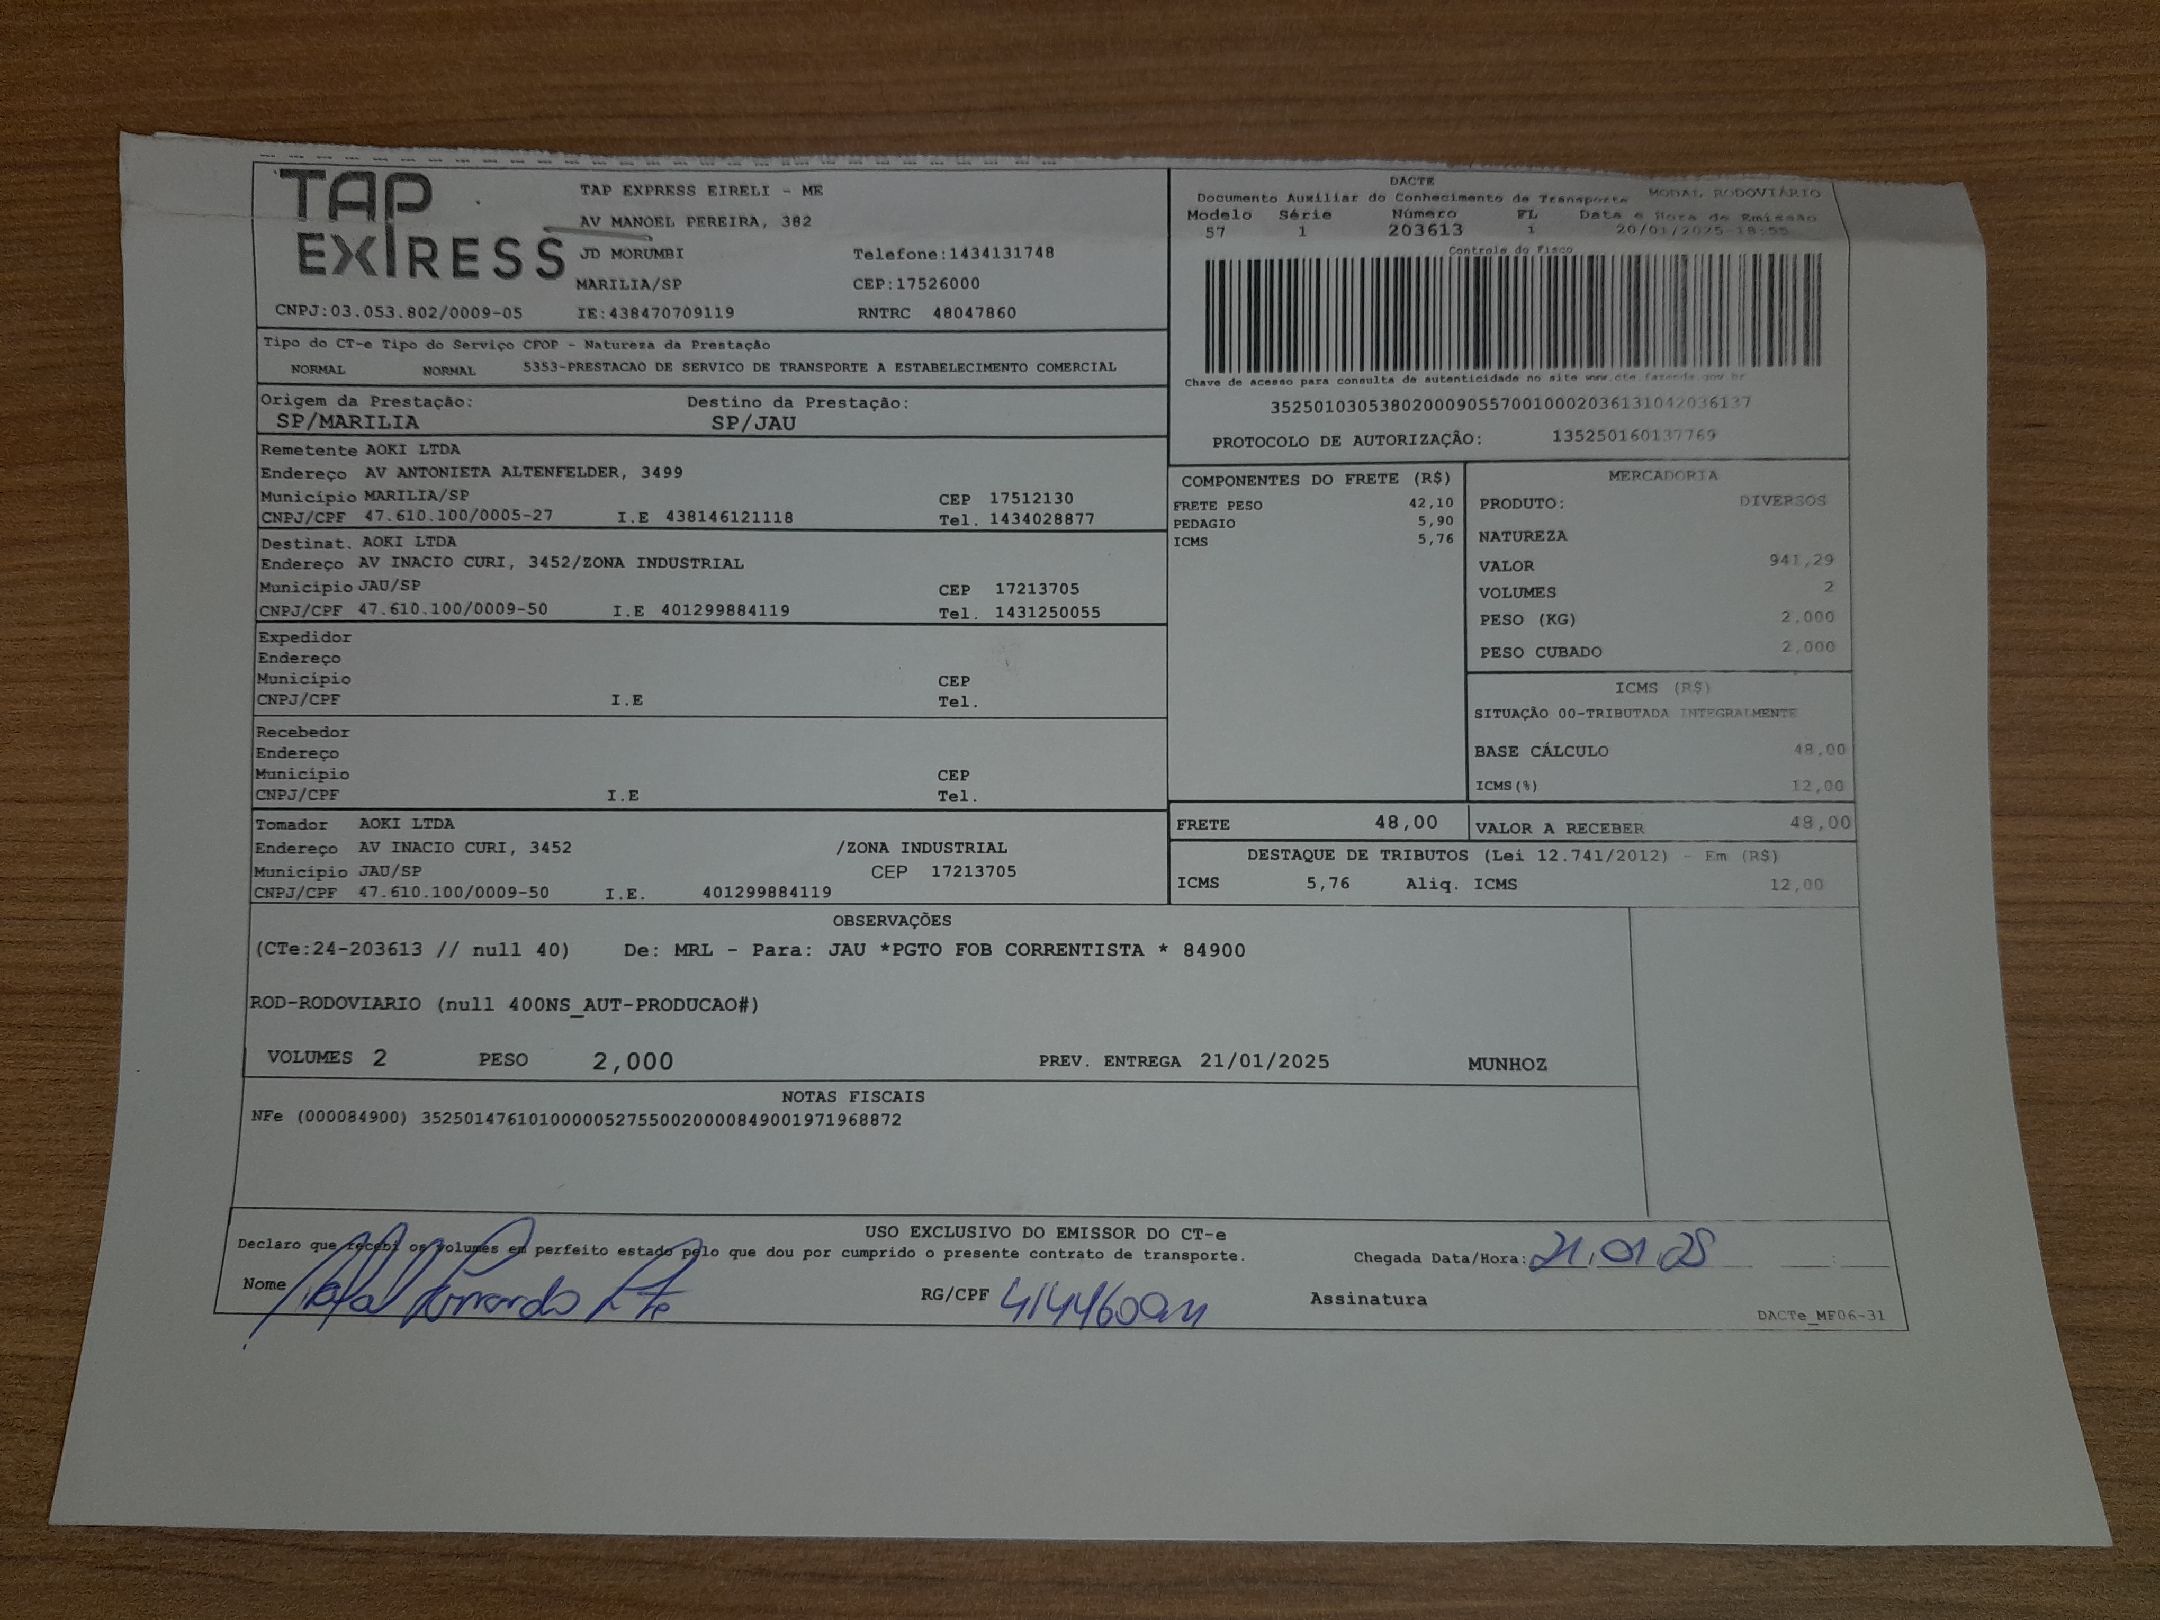 TAP
EXPRESS
TAP EXPRESS EIRELI - ME
AV MANOEL PEREIRA, 382
JD MORUMBI Telefone:1434131748
MARILIA/SP CEP:17526000
CNPJ:03.053.802/0009-05 IE:438470709119 RNTRC 48047860
DACTE
Documento Auxiliar do Conhecimento de Transporte MODAL RODOVIÁRIO
Modelo Série Número FL Data e Hora de Emissão
57 1 203613 1 20/01/2025-18:55
Controle do Fisco
Chave de acesso para consulta de autenticidade no site www.cte.fazenda.gov.br
35250103053802000905570010002036131042036137
PROTOCOLO DE AUTORIZAÇÃO: 135250160137769
Tipo do CT-e Tipo do Serviço CFOP - Natureza da Prestação
NORMAL NORMAL 5353-PRESTACAO DE SERVICO DE TRANSPORTE A ESTABELECIMENTO COMERCIAL
Origem da Prestação: Destino da Prestação:
SP/MARILIA SP/JAU
Remetente AOKI LTDA
Endereço AV ANTONIETA ALTENFELDER, 3499
Município MARILIA/SP CEP 17512130
CNPJ/CPF 47.610.100/0005-27 I.E 438146121118 Tel. 1434028877
Destinat. AOKI LTDA
Endereço AV INACIO CURI, 3452/ZONA INDUSTRIAL
Município JAU/SP CEP 17213705
CNPJ/CPF 47.610.100/0009-50 I.E 401299884119 Tel. 1431250055
Expedidor
Endereço
Município CEP
CNPJ/CPF I.E Tel.
Recebedor
Endereço
Município CEP
CNPJ/CPF I.E Tel.
Tomador AOKI LTDA
Endereço AV INACIO CURI, 3452 /ZONA INDUSTRIAL
Município JAU/SP CEP 17213705
CNPJ/CPF 47.610.100/0009-50 I.E. 401299884119
COMPONENTES DO FRETE (R$)
FRETE PESO 42,10
PEDAGIO 5,90
ICMS 5,76
MERCADORIA
PRODUTO: DIVERSOS
NATUREZA
VALOR 941,29
VOLUMES 2
PESO (KG) 2,000
PESO CUBADO 2,000
ICMS (R$)
SITUAÇÃO 00-TRIBUTADA INTEGRALMENTE
BASE CÁLCULO 48,00
ICMS(%) 12,00
FRETE 48,00 VALOR A RECEBER 48,00
DESTAQUE DE TRIBUTOS (Lei 12.741/2012) - Em (R$)
ICMS 5,76 Aliq. ICMS 12,00
OBSERVAÇÕES
(CTe:24-203613 // null 40) De: MRL - Para: JAU *PGTO FOB CORRENTISTA * 84900
ROD-RODOVIARIO (null 400NS_AUT-PRODUCAO#)
VOLUMES 2 PESO 2,000 PREV. ENTREGA 21/01/2025 MUNHOZ
NOTAS FISCAIS
NFe (000084900) 35250147610100000527550020000849001971968872
USO EXCLUSIVO DO EMISSOR DO CT-e
Declaro que recebi os volumes em perfeito estado pelo que dou por cumprido o presente contrato de transporte. Chegada Data/Hora: 21.01.25
Nome RG/CPF Assinatura
DACTe_MF06-31